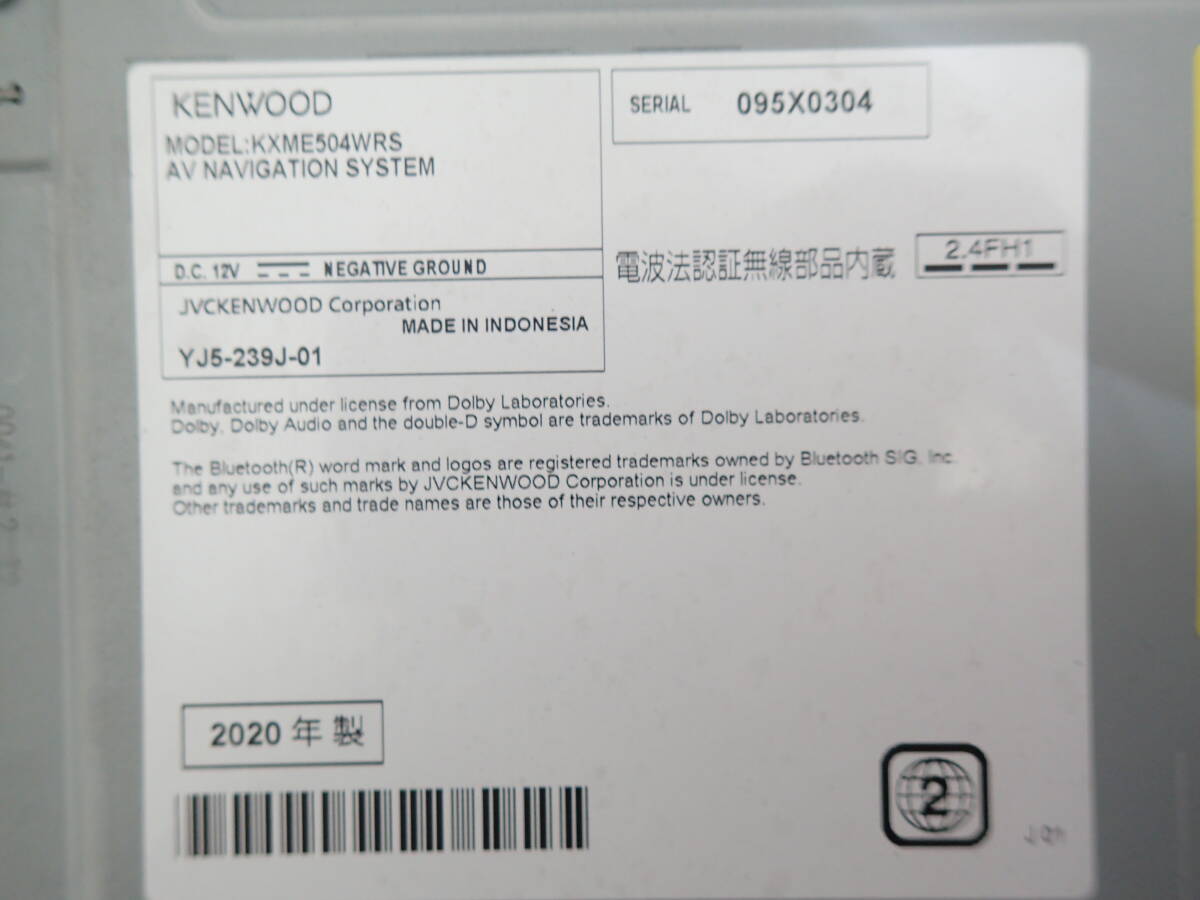 KENWOOD
MODEL:KXME504WRS
AV NAVIGATION SYSTEM
SERIAL 095X0304
D.C. 12V NEGATIVE GROUND
電波法認証無線部品内蔵
2.4FH1
JVCKENWOOD Corporation
MADE IN INDONESIA
YJ5-239J-01
Manufactured under license from Dolby Laboratories.
Dolby, Dolby Audio and the double-D symbol are trademarks of Dolby Laboratories.
The Bluetooth(R) word mark and logos are registered trademarks owned by Bluetooth SIG, Inc.
and any use of such marks by JVCKENWOOD Corporation is under license.
Other trademarks and trade names are those of their respective owners.
2020 年 製
2